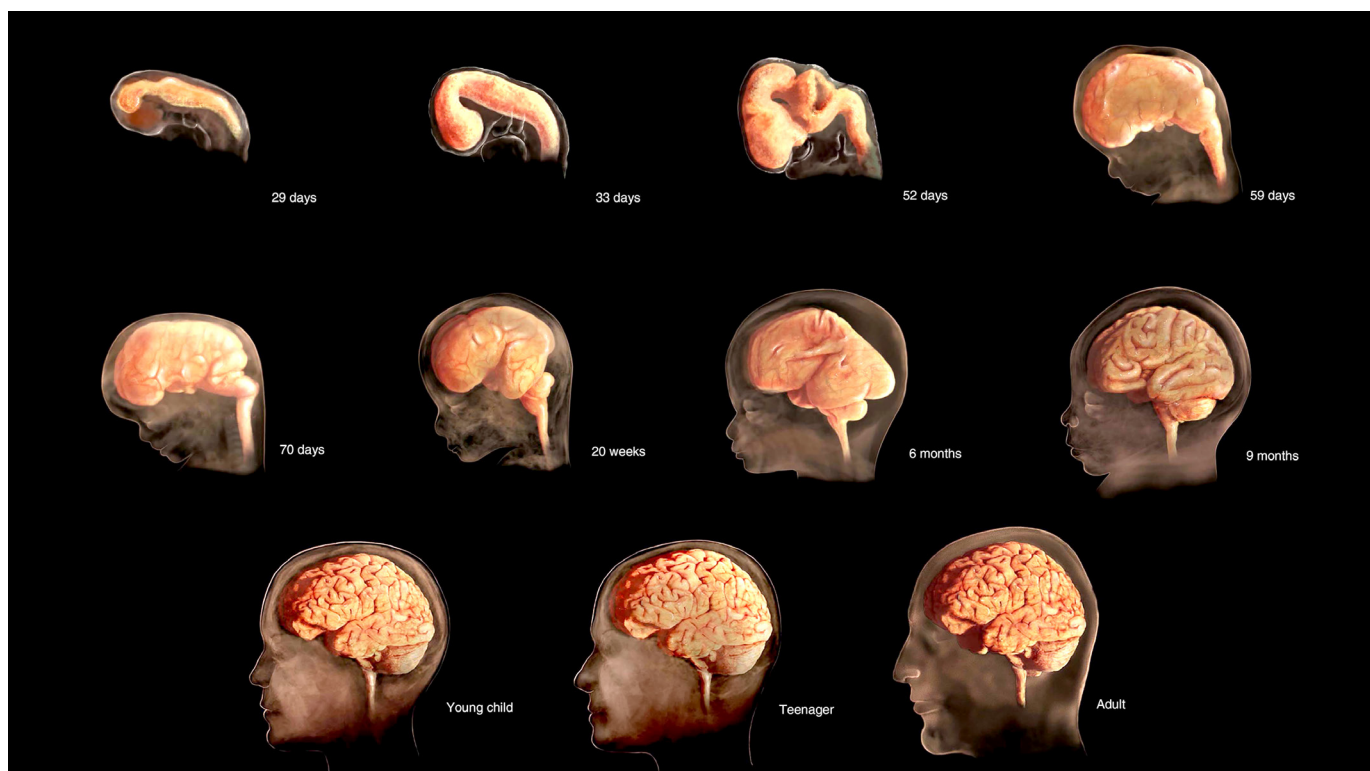 29 days
33 days
52 days
59 days
70 days
20 weeks
6 months
9 months
Young child
Teenager
Adult